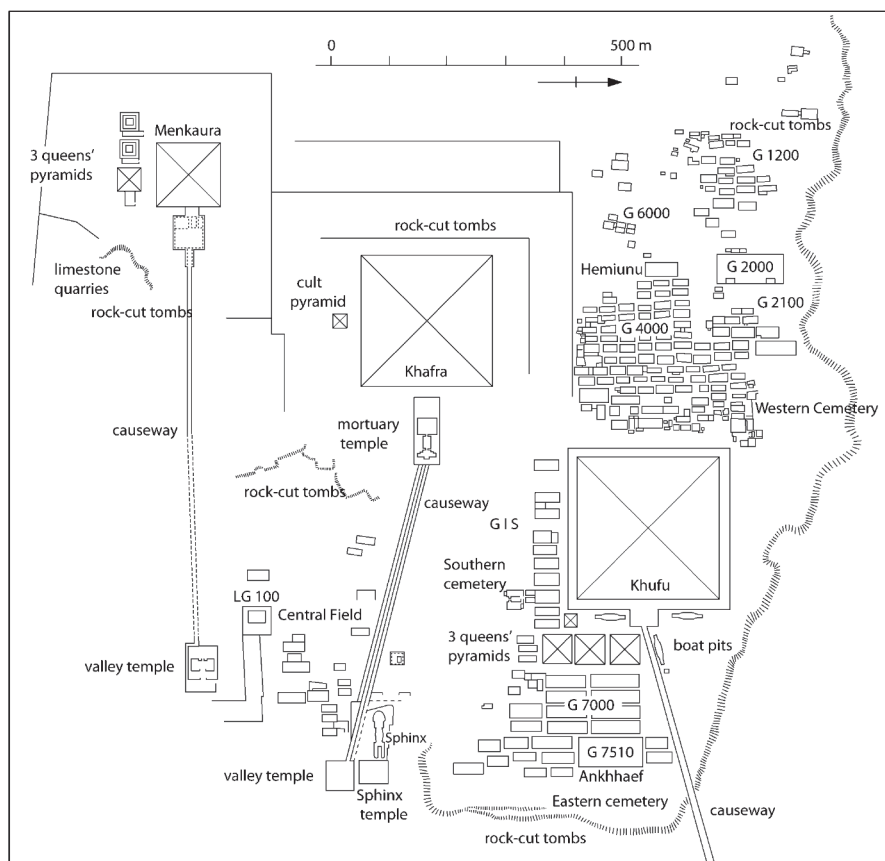 0
500 m
Menkaura
3 queens'
pyramids
limestone
quarries
rock-cut tombs
causeway
valley temple
rock-cut tombs
cult
pyramid
Khafra
mortuary
temple
rock-cut tombs
causeway
LG 100
Central Field
Sphinx
valley temple
Sphinx
temple
rock-cut tombs
G 1200
G 6000
Hemiunu
G 2000
G 2100
G 4000
Western Cemetery
G I S
Southern
cemetery
Khufu
3 queens'
pyramids
boat pits
G 7000
G 7510
Ankhhaef
Eastern cemetery
causeway
rock-cut tombs